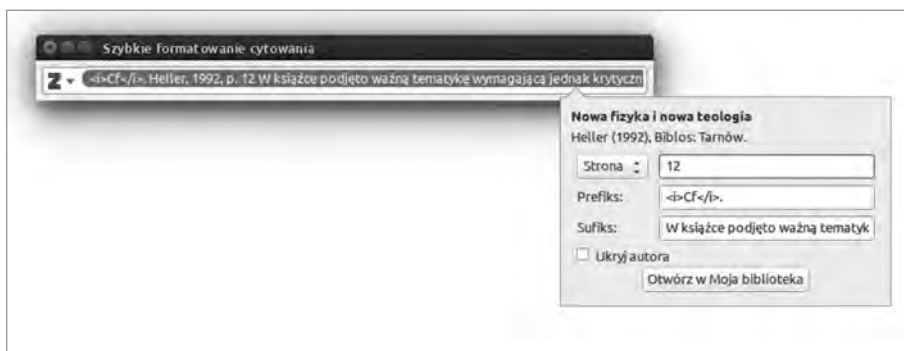 Szybkie formatowanie cytowania
Z <i>Cf</i>. Heller, 1992, p. 12 W książce podjęto ważną tematykę wymagającą jednak krytyczn
Nowa fizyka i nowa teologia
Heller (1992), Biblos: Tarnów.
Strona 12
Prefiks: <i>Cf</i>.
Sufiks: W książce podjęto ważną tematyk
Ukryj autora
Otwórz w Moja biblioteka